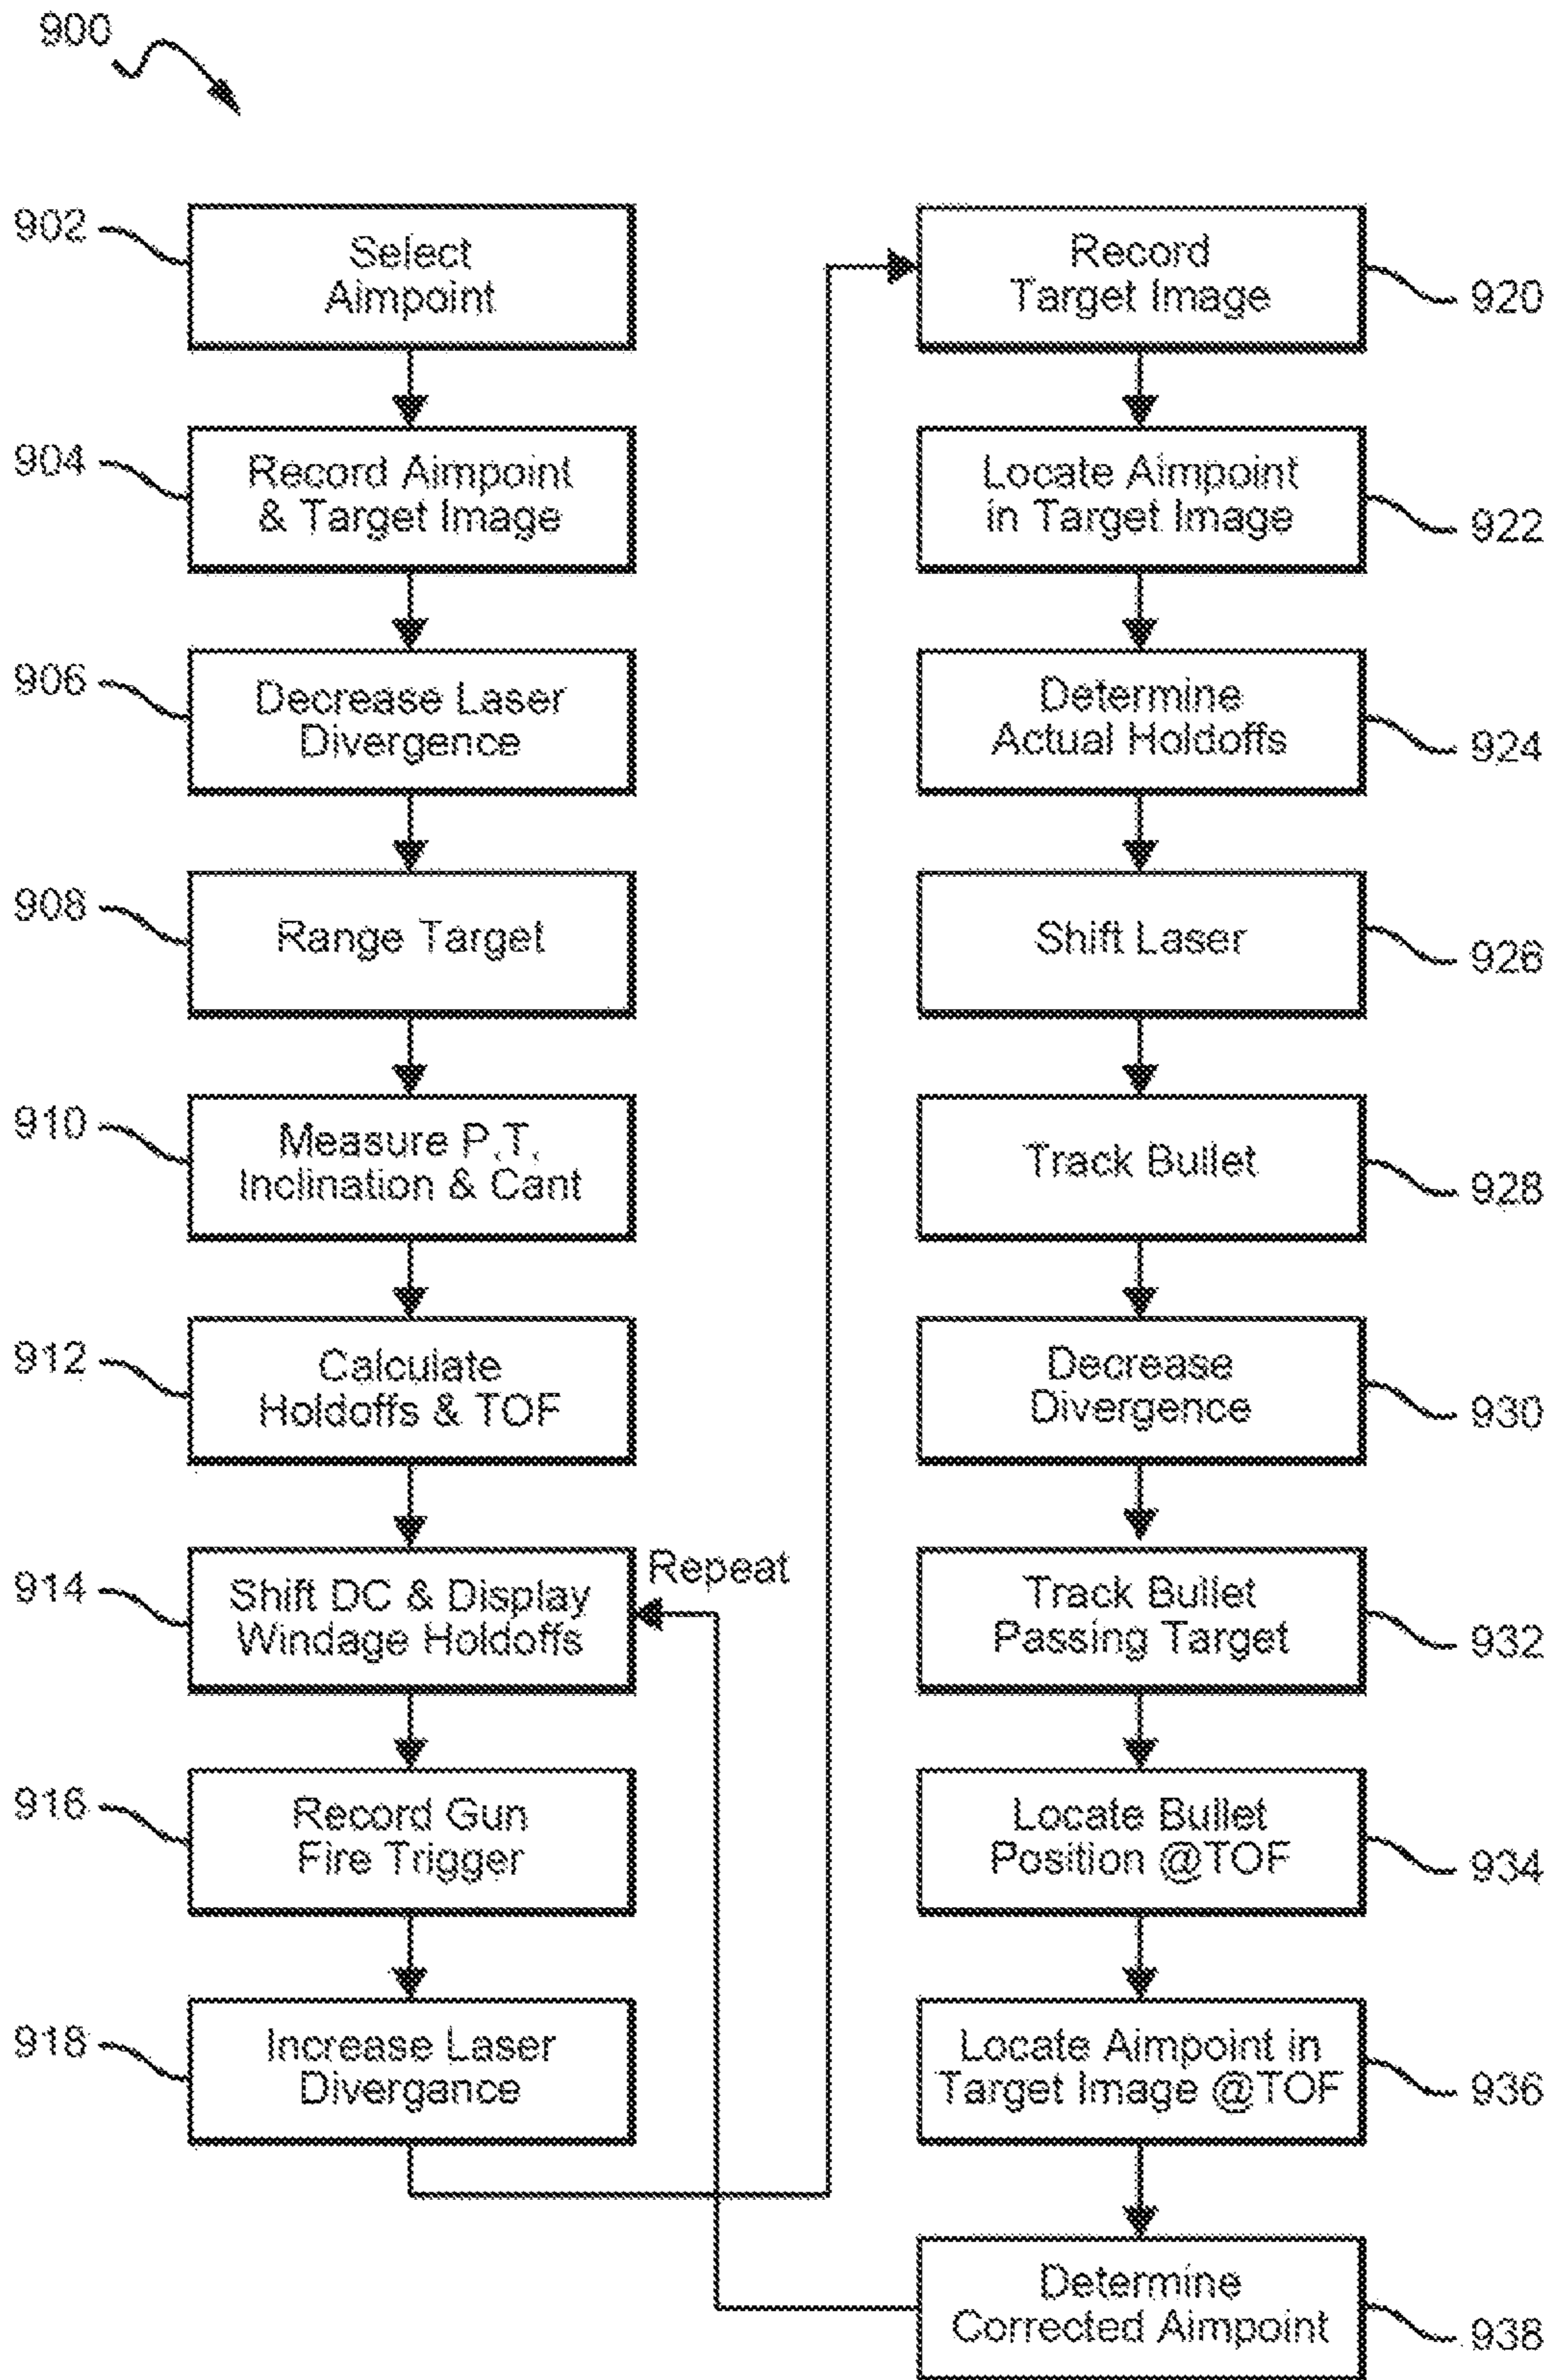 900
902
Select
Aimpoint
904
Record Aimpoint
& Target Image
906
Decrease Laser
Divergence
908
Range Target
910
Measure P,T,
Inclination & Cant
912
Calculate
Holdoffs & TOF
914
Shift DC & Display
Windage Holdoffs
Repeat
916
Record Gun
Fire Trigger
918
Increase Laser
Divergance
Record
Target Image
920
Locate Aimpoint
in Target Image
922
Determine
Actual Holdoffs
924
Shift Laser
926
Track Bullet
928
Decrease
Divergence
930
Track Bullet
Passing Target
932
Locate Bullet
Position @TOF
934
Locate Aimpoint in
Target Image @TOF
936
Determine
Corrected Aimpoint
938